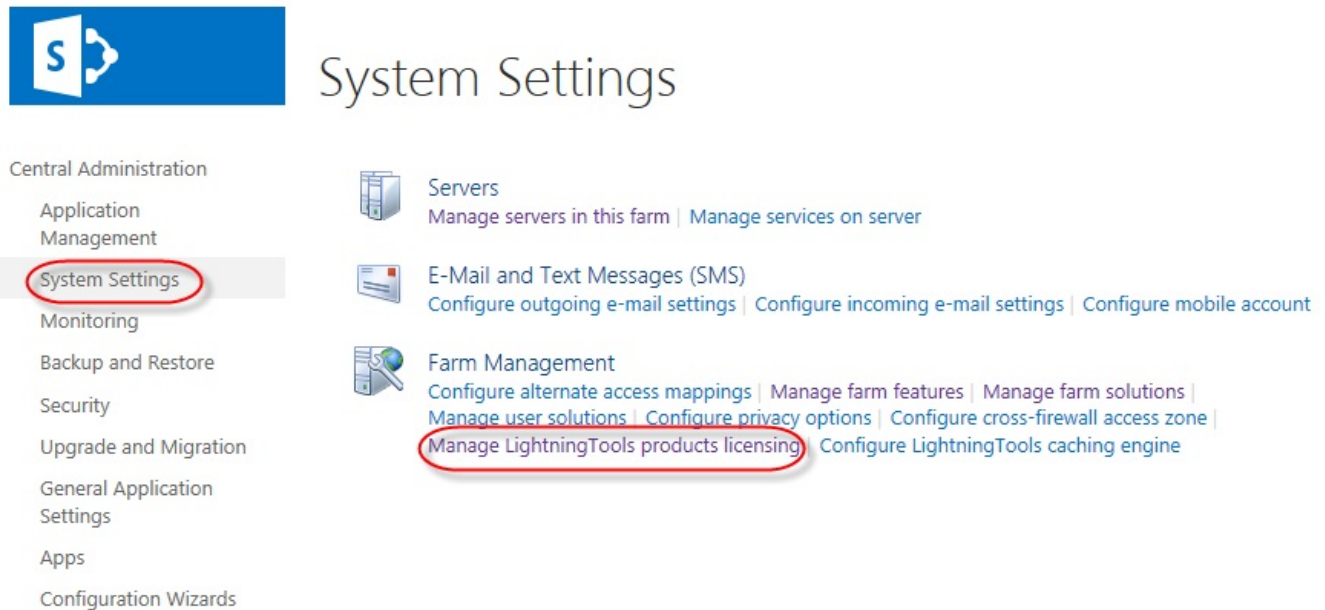 S
System Settings
Central Administration
Application
Management
System Settings
Monitoring
Backup and Restore
Security
Upgrade and Migration
General Application
Settings
Apps
Configuration Wizards
Servers
Manage servers in this farm | Manage services on server
E-Mail and Text Messages (SMS)
Configure outgoing e-mail settings | Configure incoming e-mail settings | Configure mobile account
Farm Management
Configure alternate access mappings | Manage farm features | Manage farm solutions |
Manage user solutions | Configure privacy options | Configure cross-firewall access zone |
Manage LightningTools products licensing | Configure LightningTools caching engine